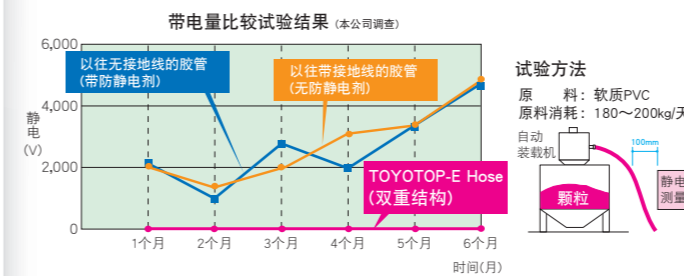 带电量比较试验结果（本公司调查）
6,000
4,000
2,000
0
静电(V)
以往无接地线的胶管
(带防静电剂)
以往带接地线的胶管
(无防静电剂)
TOYOTOP-E Hose
(双重结构)
1个月 2个月 3个月 4个月 5个月 6个月
时间(月)
试验方法
原　　料：软质PVC
原料消耗：180～200kg/天
自动
装载机
100mm
颗粒
静电
测量